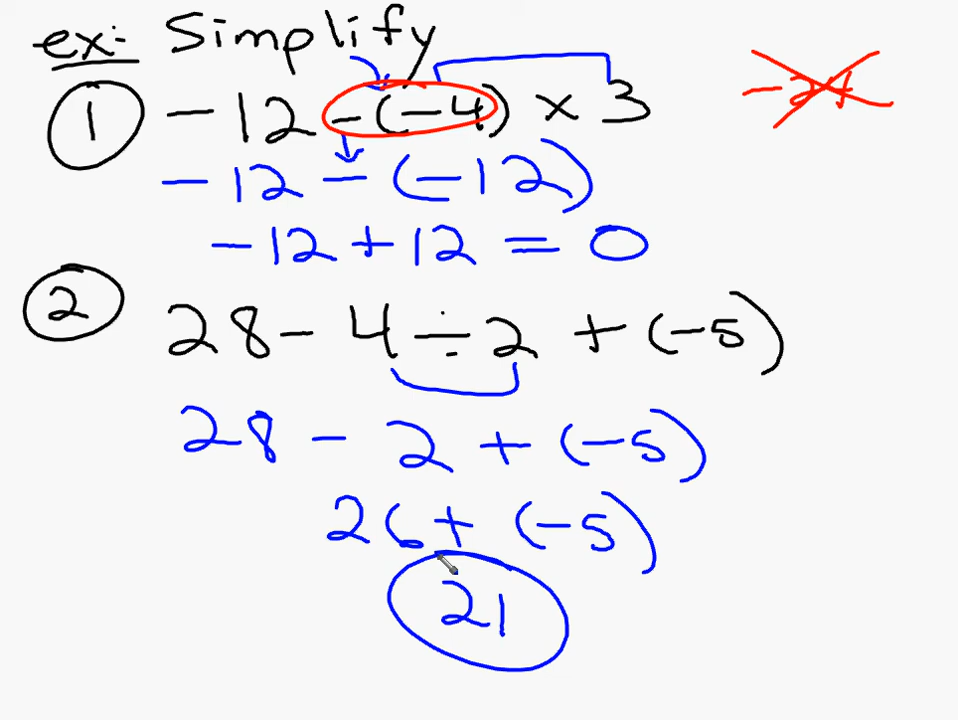 ex:- Simplify
① -12 -(-4) × 3
-24
-12 - (-12)
-12 + 12 = 0
② 28 - 4 ÷ 2 + (-5)
28 - 2 + (-5)
26 + (-5)
21